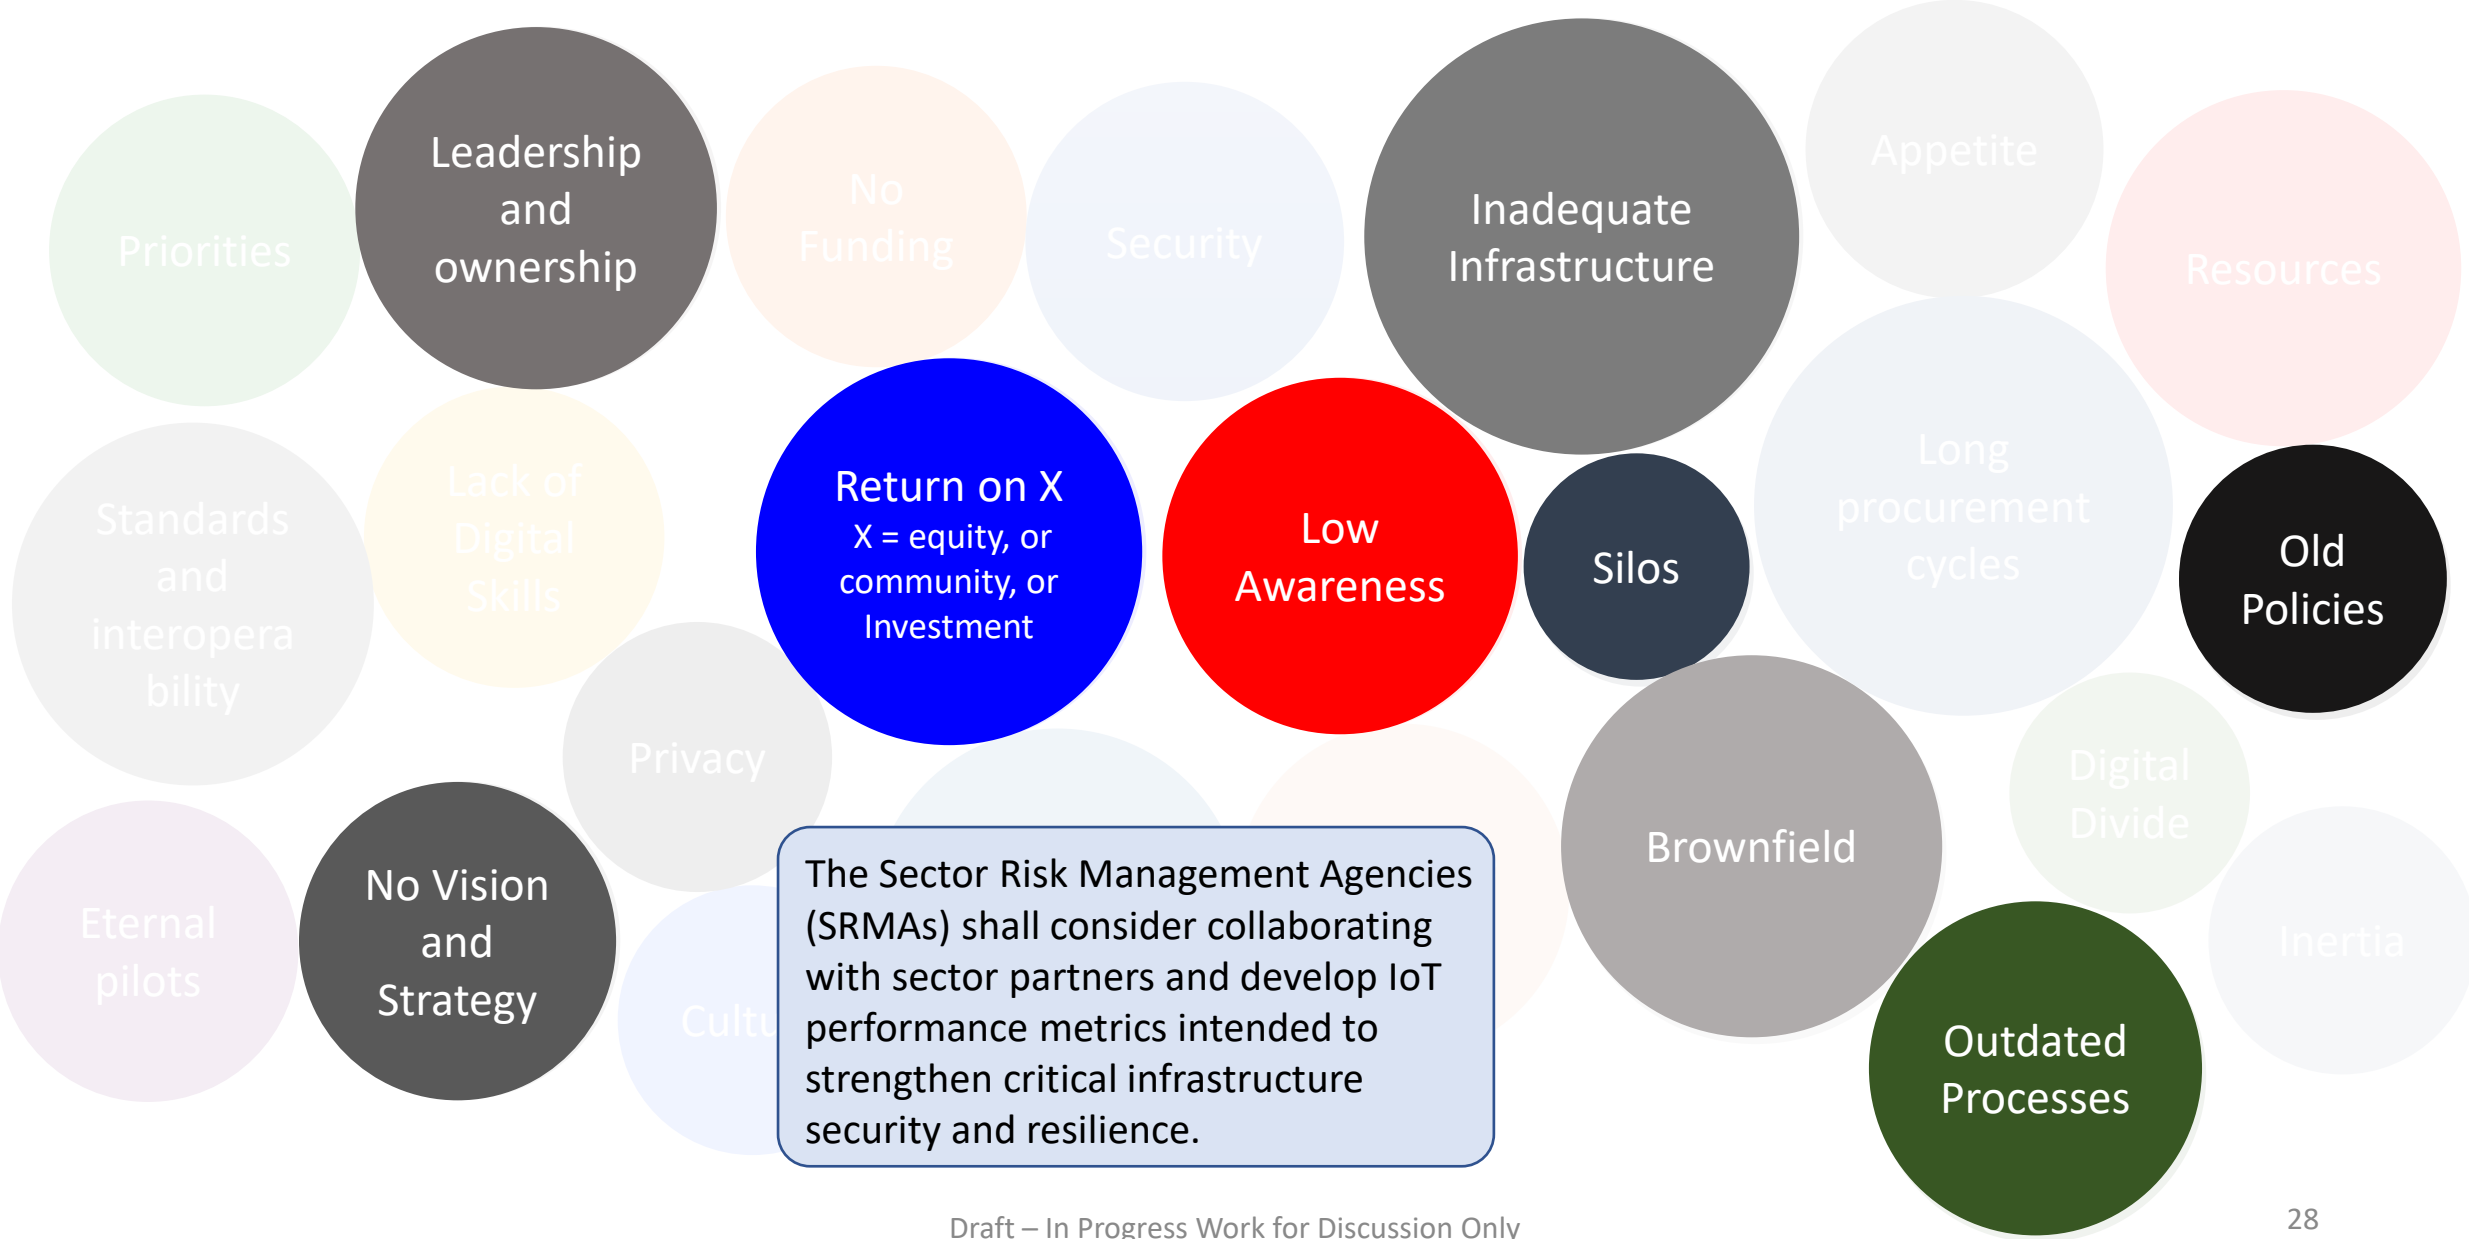 Leadership
and
ownership
Inadequate
Infrastructure
Appetite
No
Funding
Security
Priorities
Resources
Return on X
X = equity, or
community, or
Investment
Low
Awareness
Silos
Long
procurement
cycles
Old
Policies
Lack of
Digital
Skills
Standards
and
interopera
bility
Privacy
Digital
Divide
Brownfield
No Vision
and
Strategy
Eternal
pilots
Inertia
The Sector Risk Management Agencies
(SRMAs) shall consider collaborating
with sector partners and develop IoT
performance metrics intended to
strengthen critical infrastructure
security and resilience.
Outdated
Processes
Draft – In Progress Work for Discussion Only
28